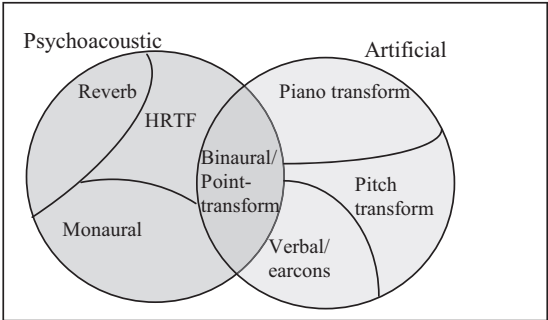 Psychoacoustic
Artificial
Reverb
Piano transform
HRTF
Binaural/
Point-
transform
Pitch
transform
Monaural
Verbal/
earcons